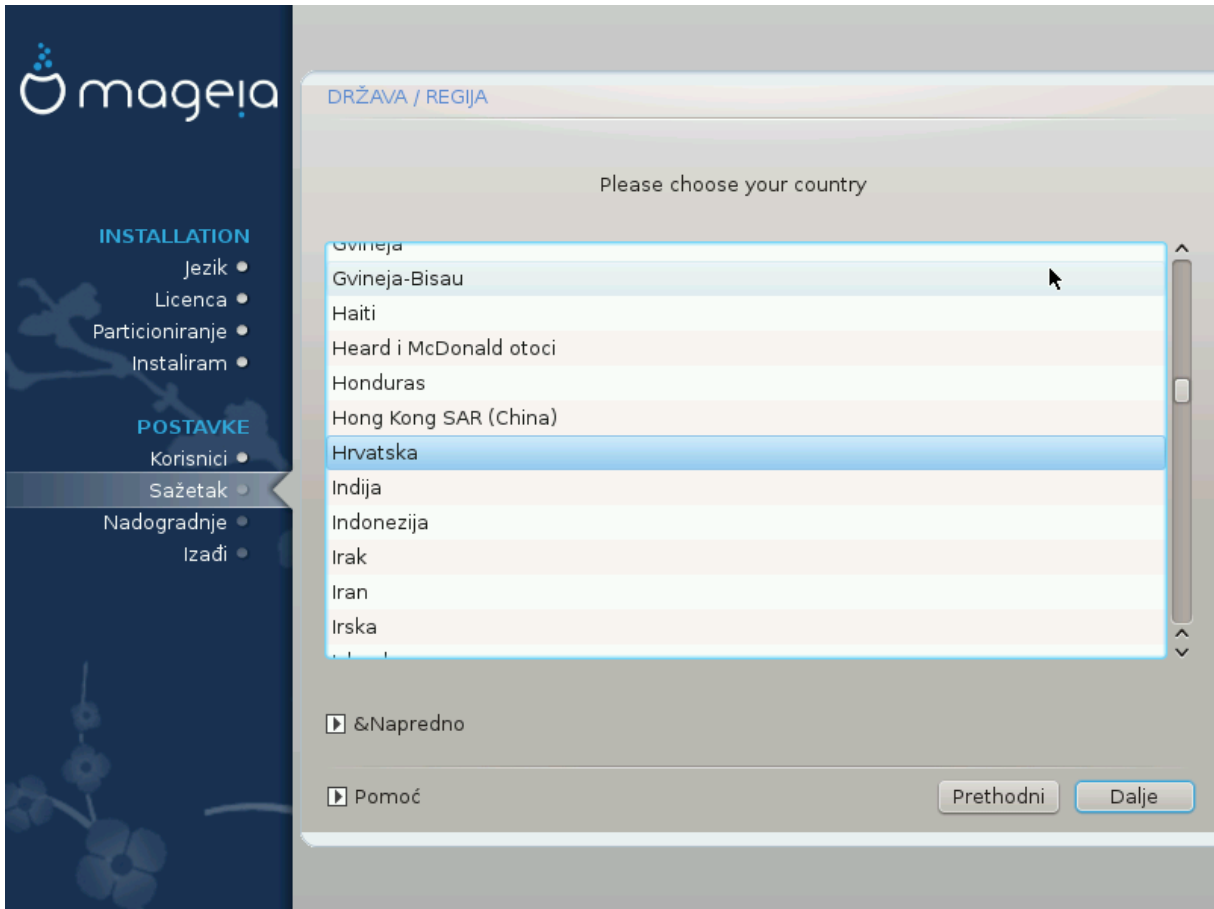 mageia
INSTALLATION
Jezik
Licenca
Particioniranje
Instaliram
POSTAVKE
Korisnici
Sažetak
Nadogradnje
Izađi
DRŽAVA / REGIJA
Please choose your country
Gvineja
Gvineja-Bisau
Haiti
Heard i McDonald otoci
Honduras
Hong Kong SAR (China)
Hrvatska
Indija
Indonezija
Irak
Iran
Irska
&Napredno
Pomoć
Prethodni
Dalje